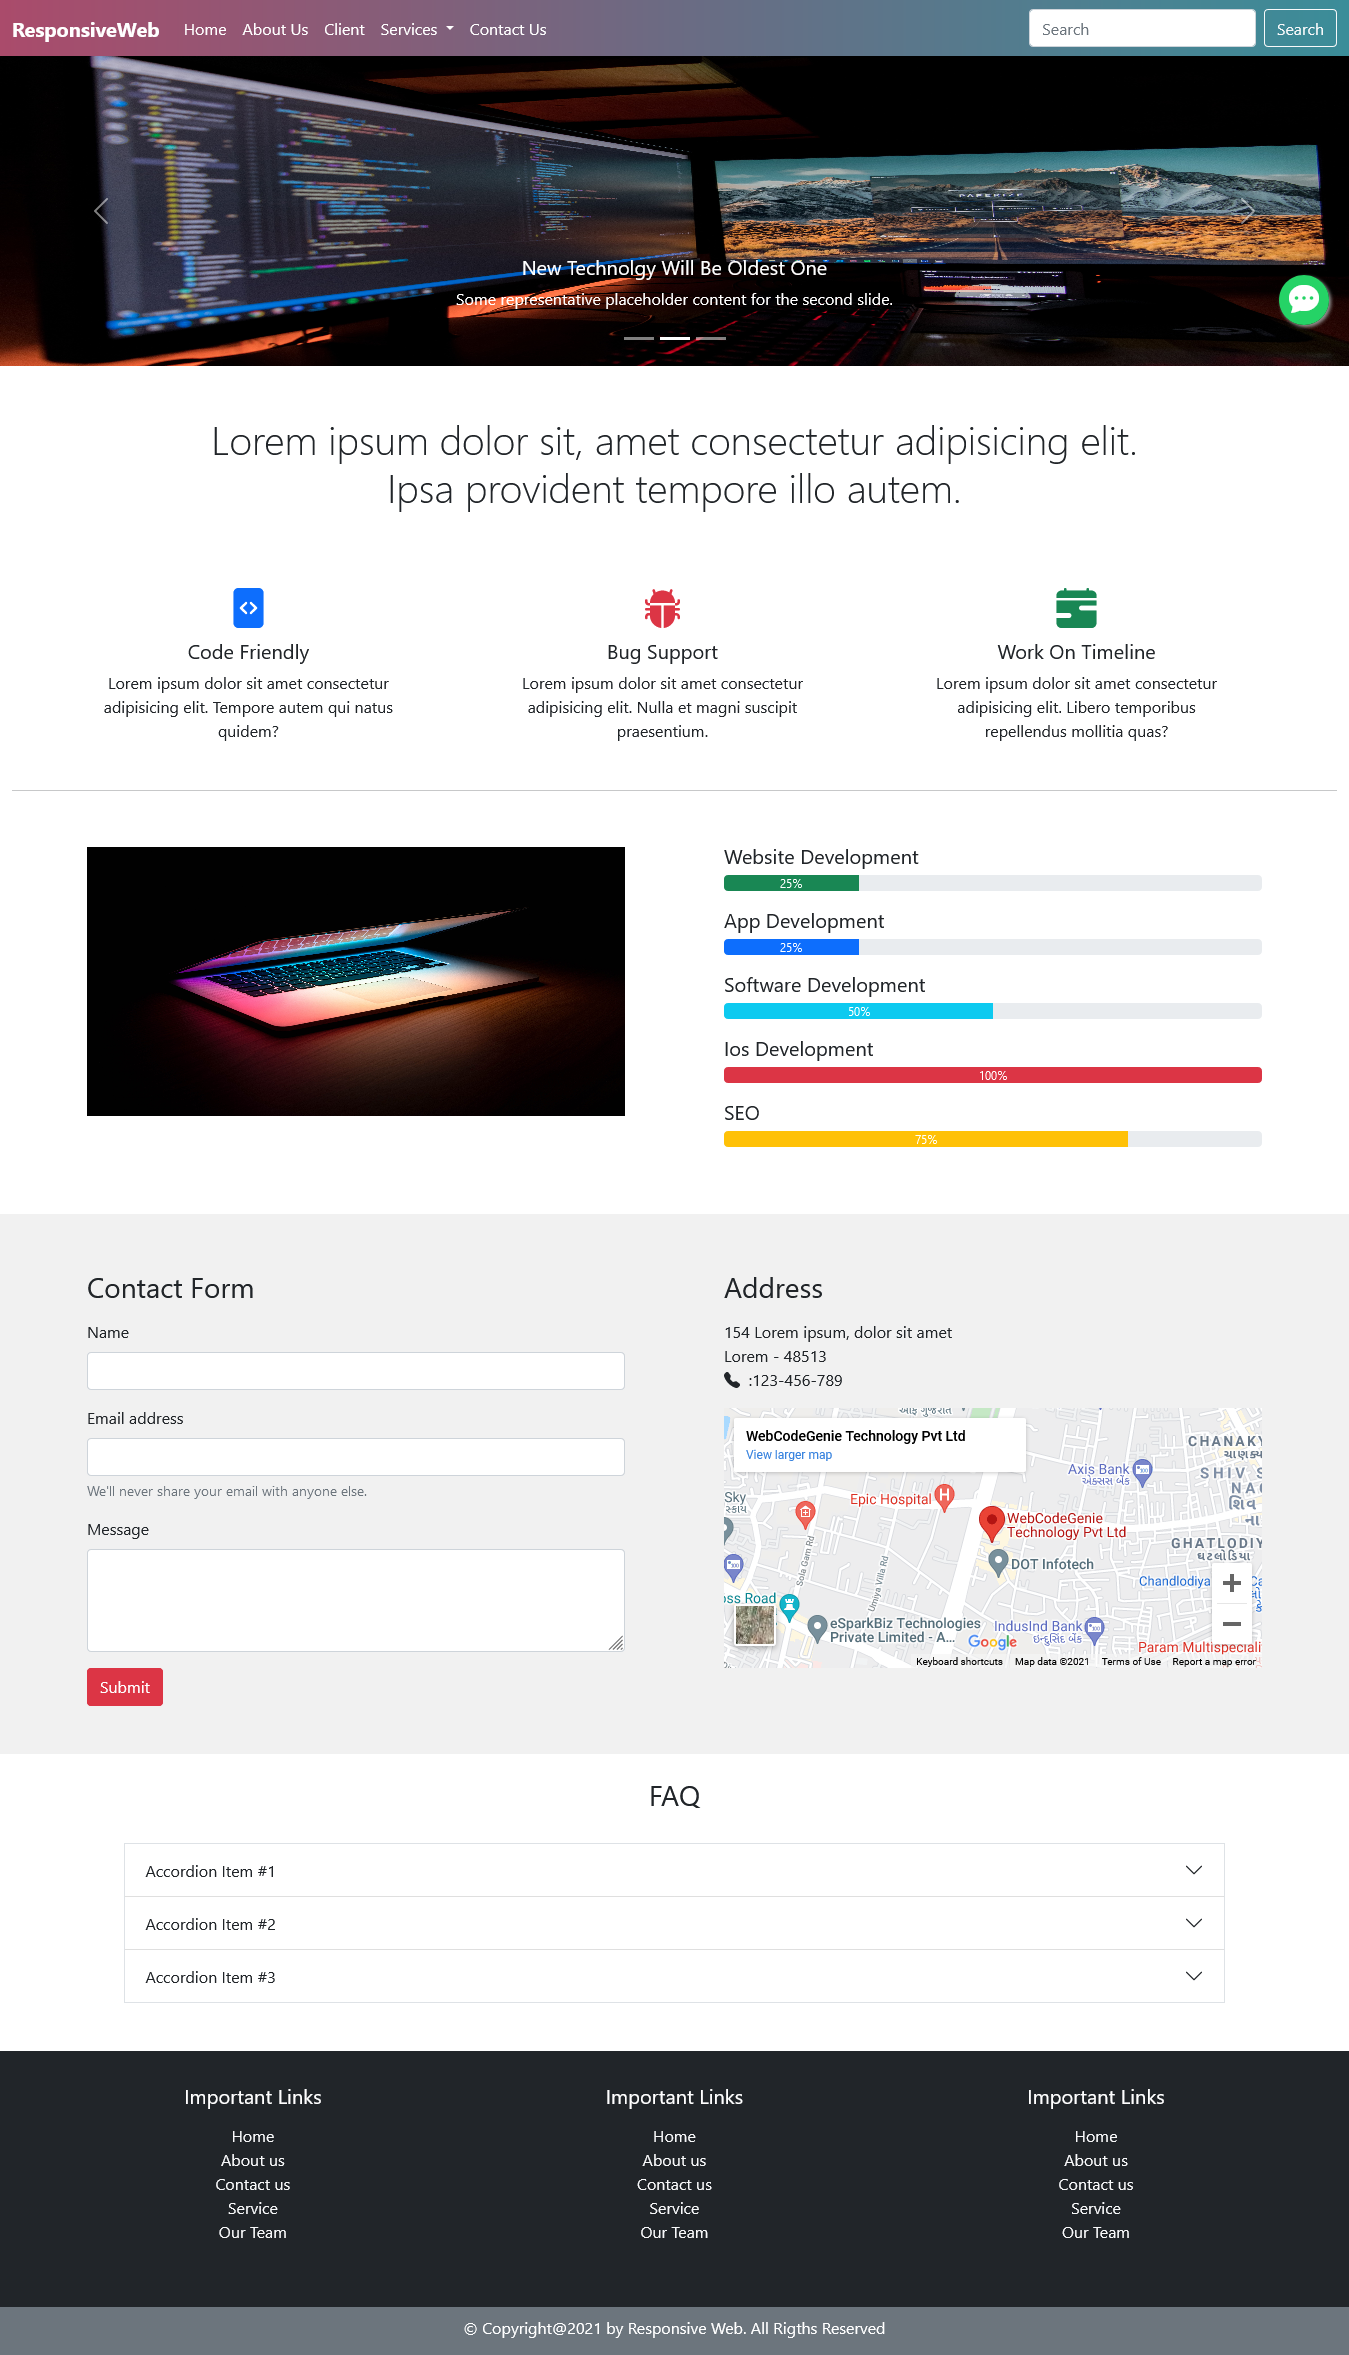 ResponsiveWeb Home About Us Client Services Contact Us Search Search
New Technolgy Will Be Oldest One
Some representative placeholder content for the second slide.
Lorem ipsum dolor sit, amet consectetur adipisicing elit.
Ipsa provident tempore illo autem.
Code Friendly
Lorem ipsum dolor sit amet consectetur
adipisicing elit. Tempore autem qui natus
quidem?
Bug Support
Lorem ipsum dolor sit amet consectetur
adipisicing elit. Nulla et magni suscipit
praesentium.
Work On Timeline
Lorem ipsum dolor sit amet consectetur
adipisicing elit. Libero temporibus
repellendus mollitia quas?
Website Development
25%
App Development
25%
Software Development
50%
Ios Development
100%
SEO
75%
Contact Form
Name
Email address
We'll never share your email with anyone else.
Message
Submit
Address
154 Lorem ipsum, dolor sit amet
Lorem - 48513
:123-456-789
WebCodeGenie Technology Pvt Ltd
View larger map
CHANAKY
ચાણક્ય
Axis Bank
એક્સસ બેંક
SHIV S
NAG
શિવ
ના
Sky
સ્કાય
Epic Hospital
WebCodeGenie
Technology Pvt Ltd
GHATLODIY
ઘાટલોડિયા
DOT Infotech
Sola Gam Rd
Umiya Villa Rd
Chandlodiya
oss Road
eSparkBiz Technologies
Private Limited - A...
IndusInd Bank
ઇન્દુસિંદ બેંક
Google
Param Multispeciali
Keyboard shortcuts Map data ©2021 Terms of Use Report a map error
FAQ
Accordion Item #1
Accordion Item #2
Accordion Item #3
Important Links
Home
About us
Contact us
Service
Our Team
Important Links
Home
About us
Contact us
Service
Our Team
Important Links
Home
About us
Contact us
Service
Our Team
© Copyright@2021 by Responsive Web. All Rigths Reserved